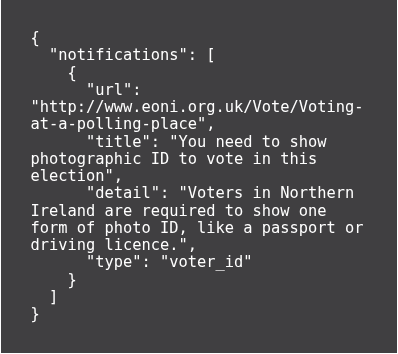 {
  "notifications": [
    {
      "url":
"http://www.eoni.org.uk/Vote/Voting-
at-a-polling-place",
      "title": "You need to show
photographic ID to vote in this
election",
      "detail": "Voters in Northern
Ireland are required to show one
form of photo ID, like a passport or
driving licence.",
      "type": "voter_id"
    }
  ]
}